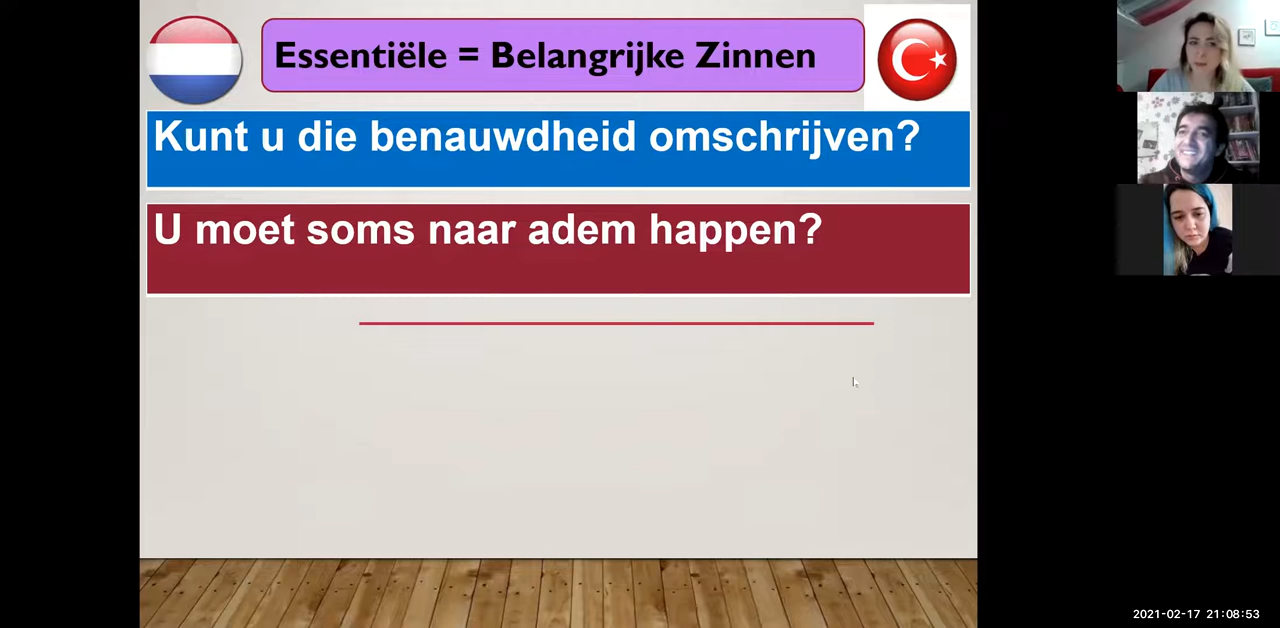 Essentiële = Belangrijke Zinnen
Kunt u die benauwdheid omschrijven?
U moet soms naar adem happen?
2021-02-17 21:08:53